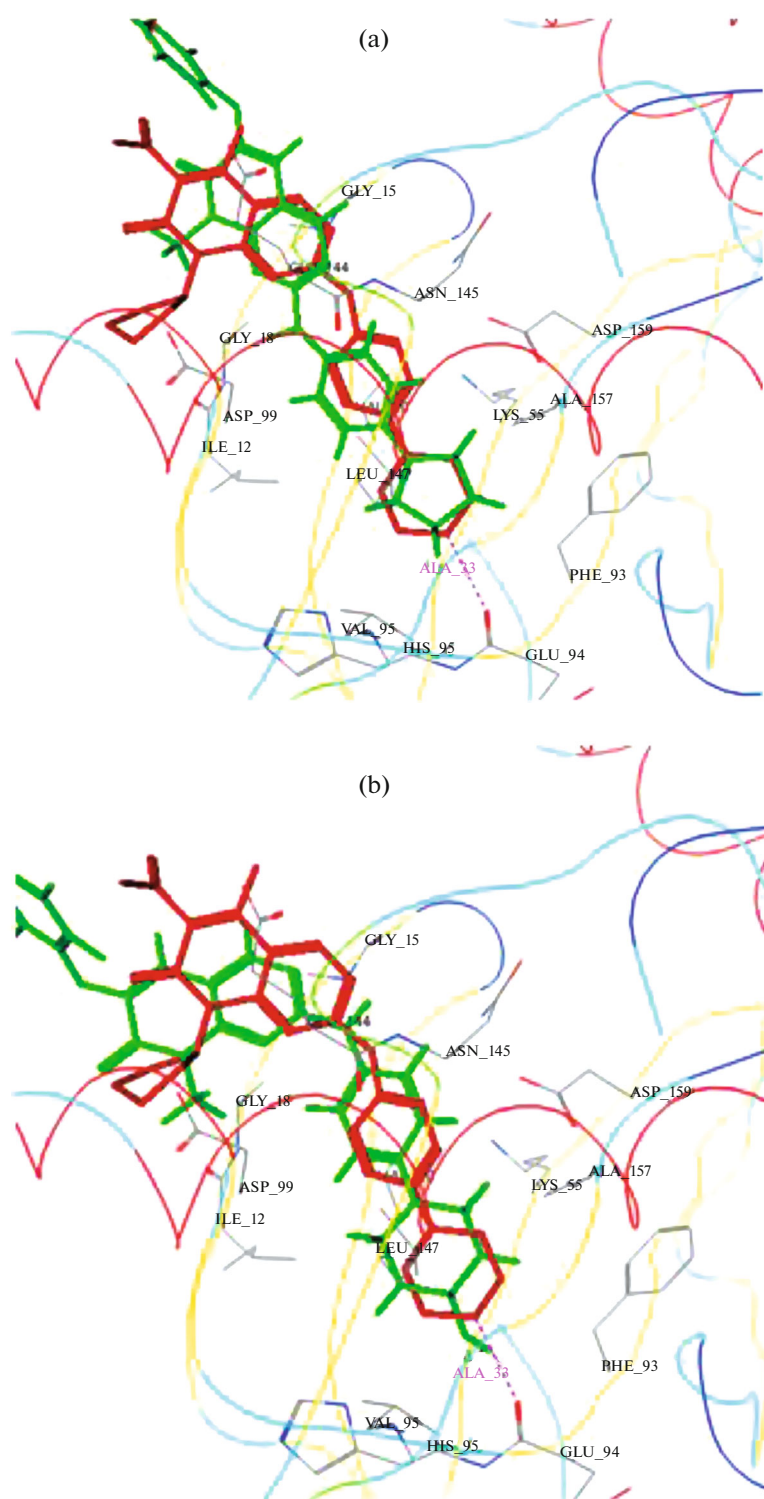 (a)
GLY_15
ASN_145
ASP_159
GLY_18
ALA_157
LYS_55
ASP_99
ILE_12
LEU_147
ALA_33
PHE_93
VAL_95
HIS_95
GLU_94
(b)
GLY_15
ASN_145
ASP_159
GLY_18
ALA_157
ASP_99
LYS_55
ILE_12
LEU_147
PHE_93
ALA_33
VAL_95
HIS_95
GLU_94